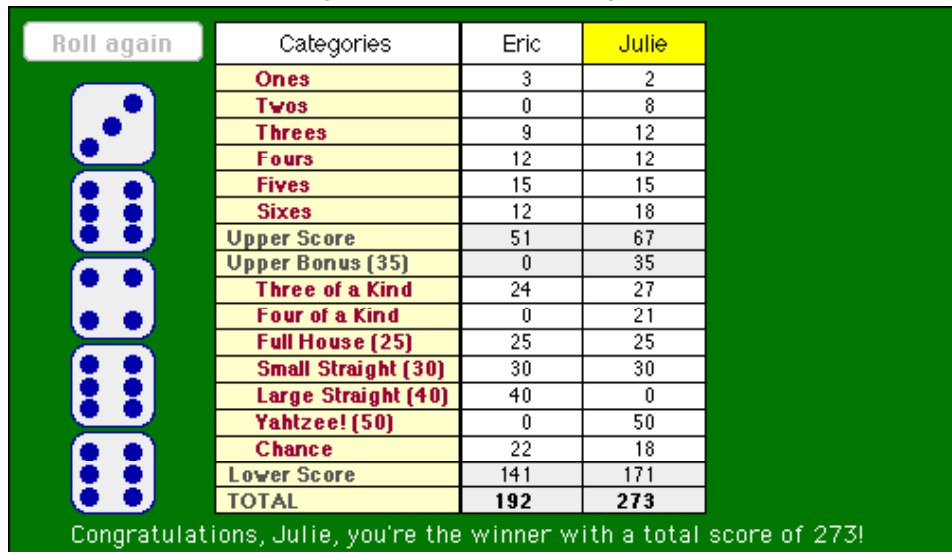 Roll again
Categories Eric Julie
Ones 3 2
Twos 0 8
Threes 9 12
Fours 12 12
Fives 15 15
Sixes 12 18
Upper Score 51 67
Upper Bonus (35) 0 35
Three of a Kind 24 27
Four of a Kind 0 21
Full House (25) 25 25
Small Straight (30) 30 30
Large Straight (40) 40 0
Yahtzee! (50) 0 50
Chance 22 18
Lower Score 141 171
TOTAL 192 273
Congratulations, Julie, you're the winner with a total score of 273!